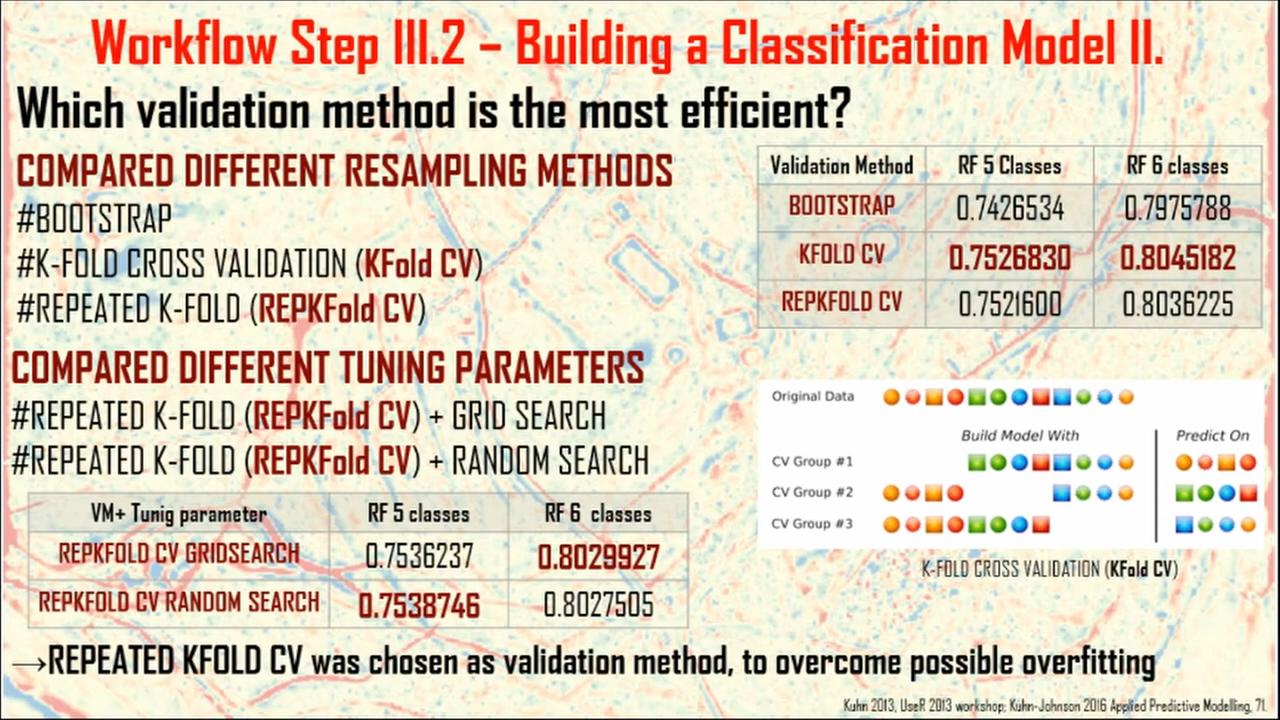 Workflow Step III.2 – Building a Classification Model II.
Which validation method is the most efficient?
COMPARED DIFFERENT RESAMPLING METHODS
#BOOTSTRAP
#K-FOLD CROSS VALIDATION (KFold CV)
#REPEATED K-FOLD (REPKFold CV)
Validation Method RF 5 Classes RF 6 classes
BOOTSTRAP 0.7426534 0.7975788
KFOLD CV 0.7526830 0.8045182
REPKFOLD CV 0.7521600 0.8036225
COMPARED DIFFERENT TUNING PARAMETERS
#REPEATED K-FOLD (REPKFold CV) + GRID SEARCH
#REPEATED K-FOLD (REPKFold CV) + RANDOM SEARCH
VM+ Tunig parameter RF 5 classes RF 6 classes
REPKFOLD CV GRIDSEARCH 0.7536237 0.8029927
REPKFOLD CV RANDOM SEARCH 0.7538746 0.8027505
Original Data
Build Model With Predict On
CV Group #1
CV Group #2
CV Group #3
K-FOLD CROSS VALIDATION (KFold CV)
→REPEATED KFOLD CV was chosen as validation method, to overcome possible overfitting
Kuhn 2013, UseR 2013 workshop; Kuhn-Johnson 2016 Applied Predictive Modelling, 71.